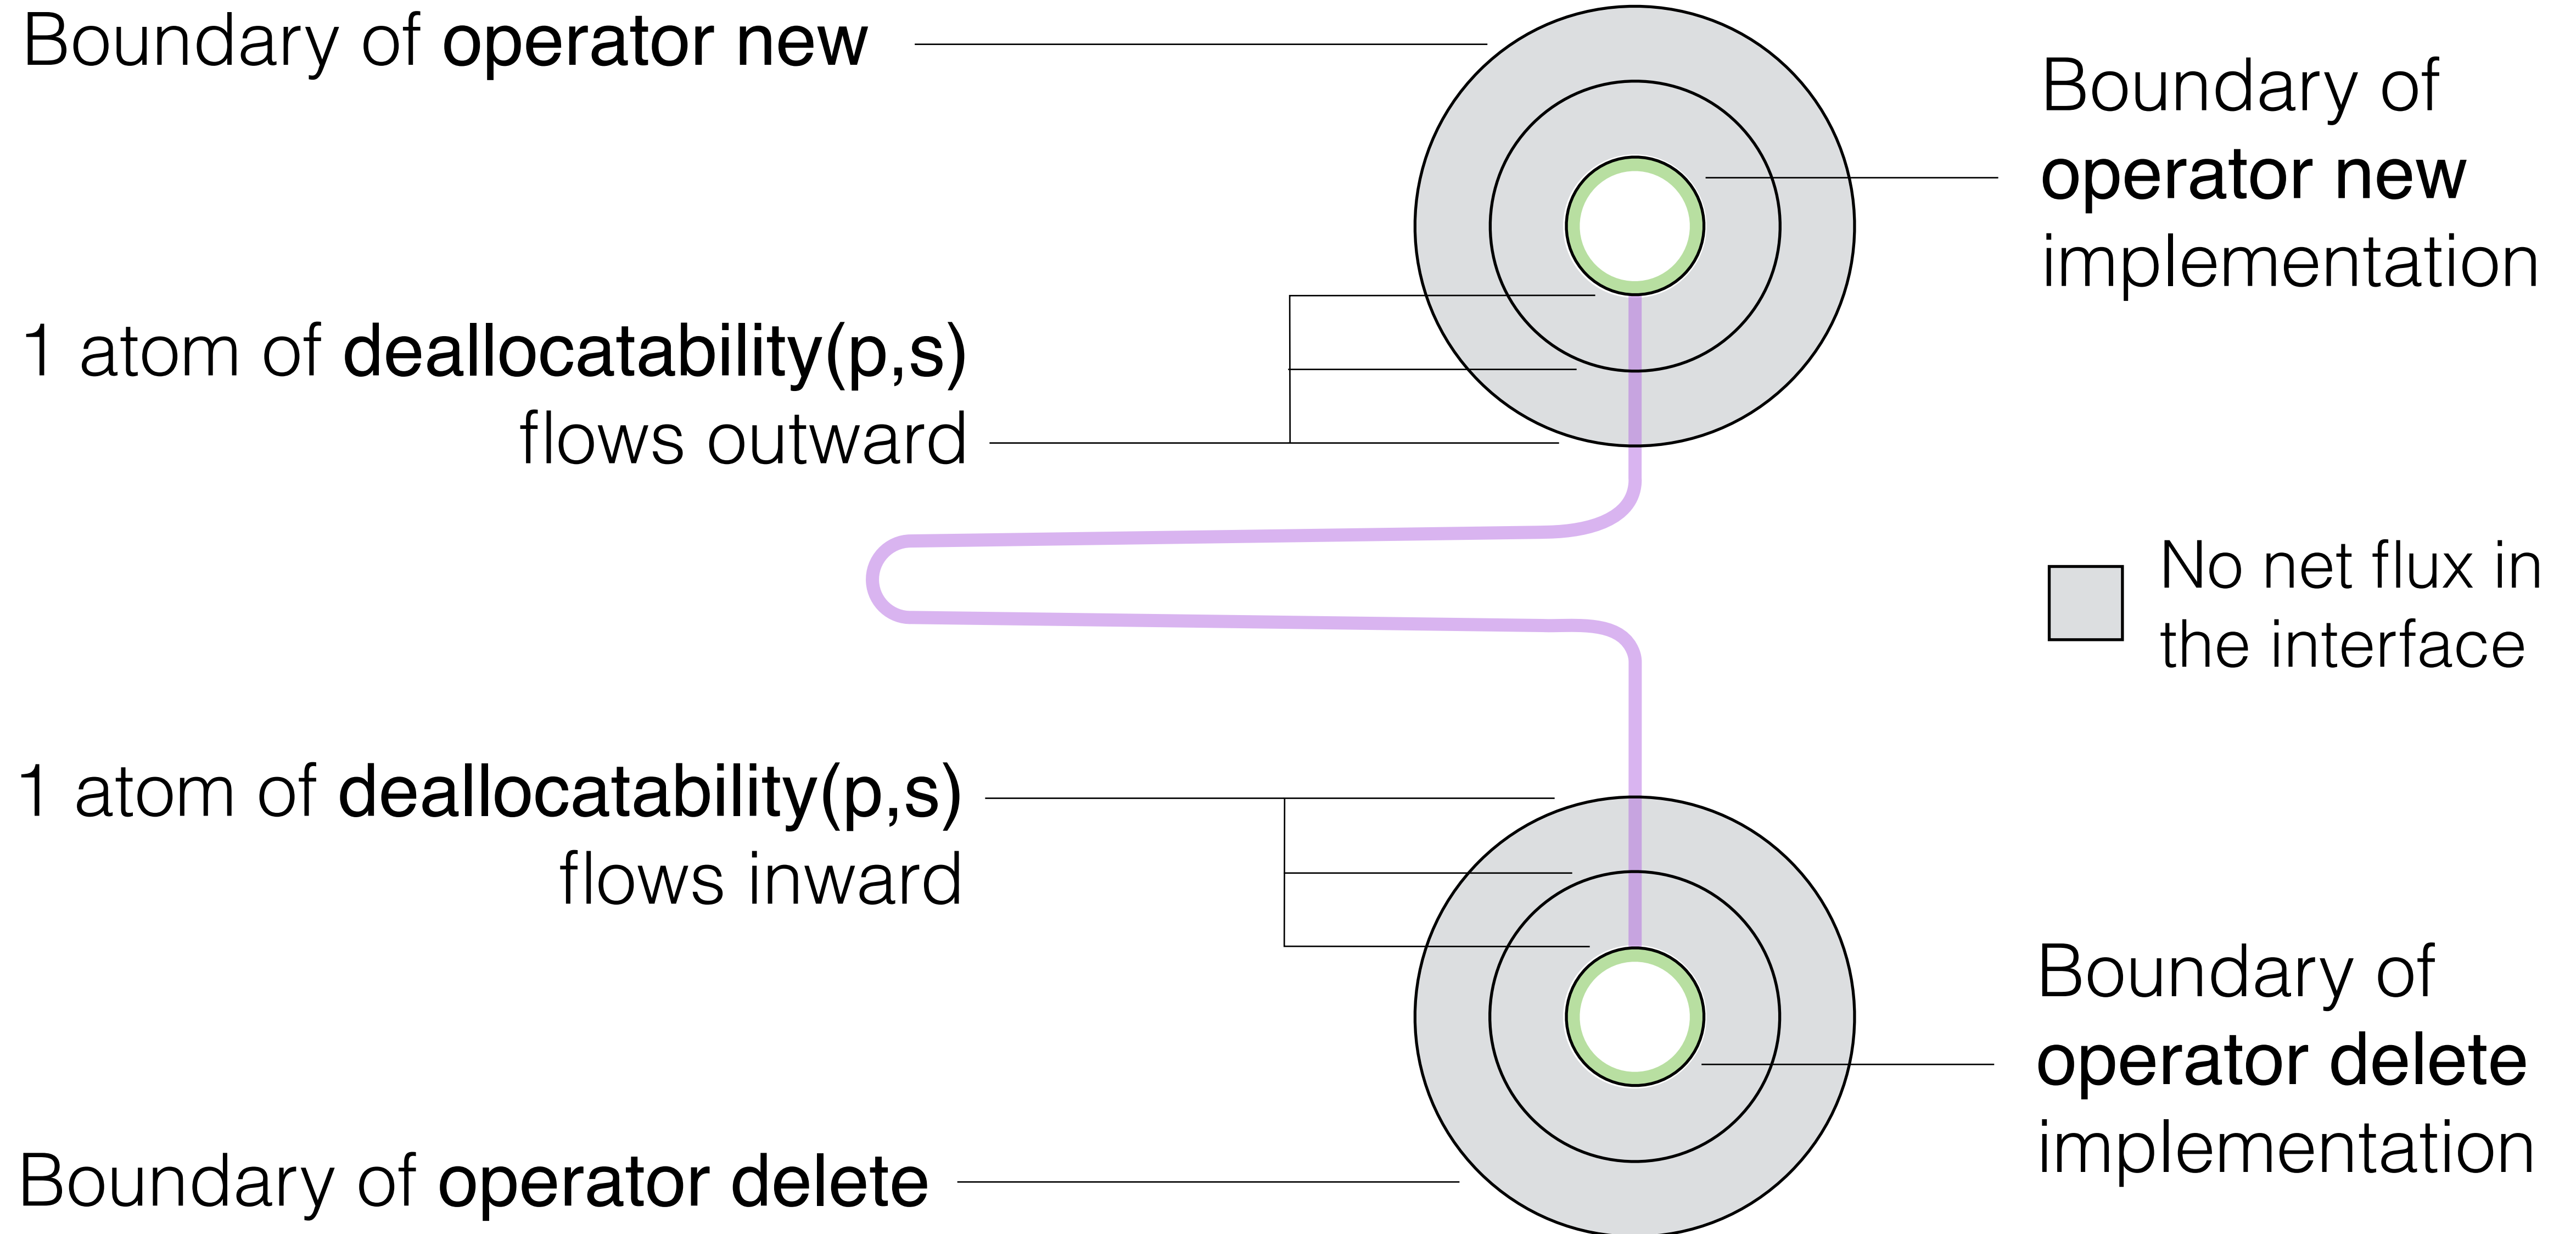 Boundary of operator new
Boundary of
operator new
implementation
1 atom of deallocatability(p,s)
flows outward
No net flux in
the interface
1 atom of deallocatability(p,s)
flows inward
Boundary of
operator delete
implementation
Boundary of operator delete